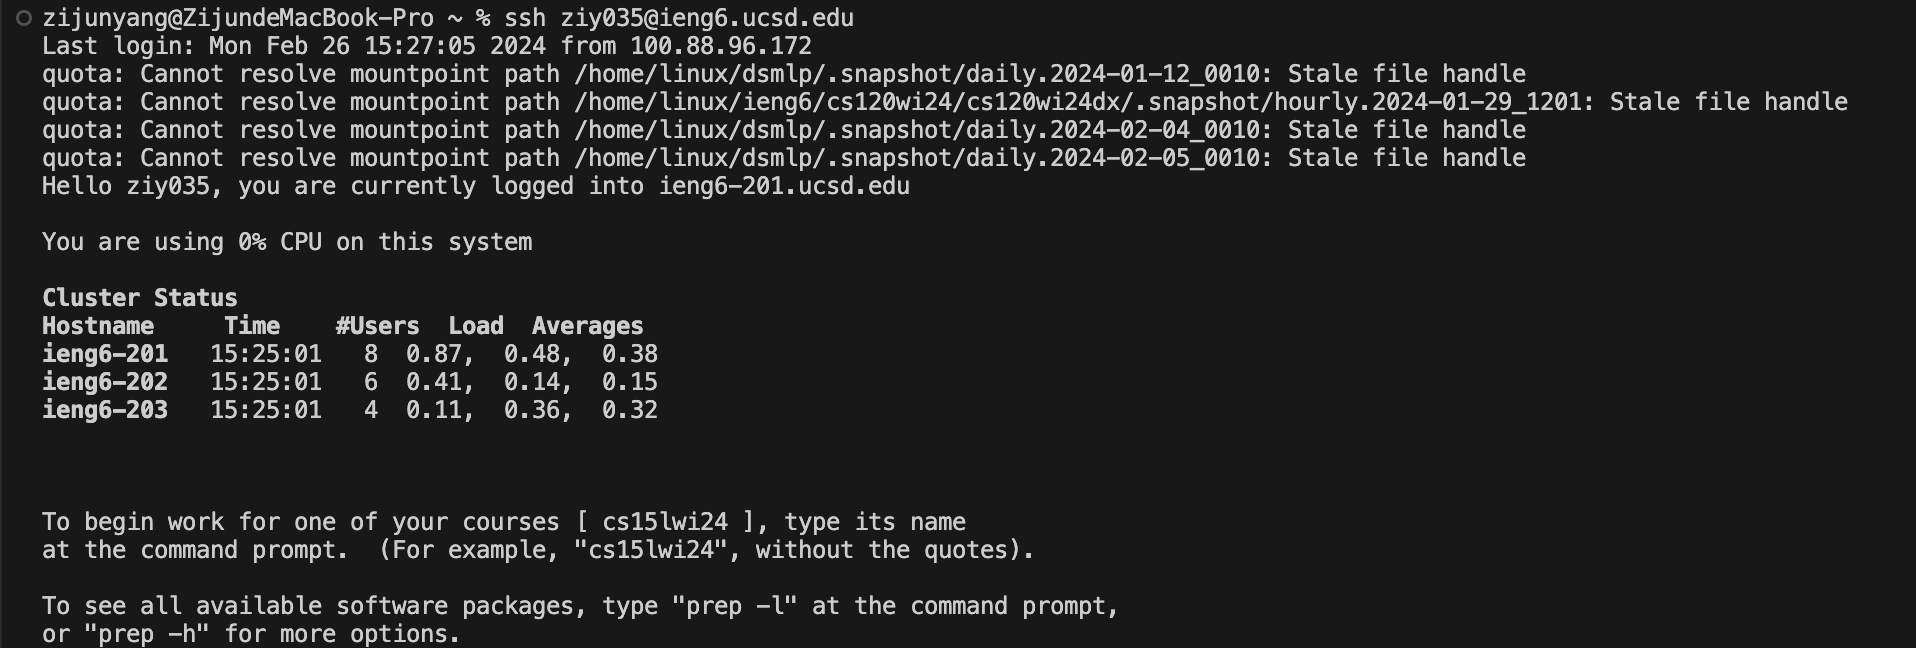 zijunyang@ZijundeMacBook-Pro ~ % ssh ziy035@ieng6.ucsd.edu
Last login: Mon Feb 26 15:27:05 2024 from 100.88.96.172
quota: Cannot resolve mountpoint path /home/linux/dsmlp/.snapshot/daily.2024-01-12_0010: Stale file handle
quota: Cannot resolve mountpoint path /home/linux/ieng6/cs120wi24/cs120wi24dx/.snapshot/hourly.2024-01-29_1201: Stale file handle
quota: Cannot resolve mountpoint path /home/linux/dsmlp/.snapshot/daily.2024-02-04_0010: Stale file handle
quota: Cannot resolve mountpoint path /home/linux/dsmlp/.snapshot/daily.2024-02-05_0010: Stale file handle
Hello ziy035, you are currently logged into ieng6-201.ucsd.edu
You are using 0% CPU on this system
Cluster Status
Hostname     Time    #Users  Load  Averages
ieng6-201   15:25:01   8  0.87,  0.48,  0.38
ieng6-202   15:25:01   6  0.41,  0.14,  0.15
ieng6-203   15:25:01   4  0.11,  0.36,  0.32
To begin work for one of your courses [ cs15lwi24 ], type its name
at the command prompt.  (For example, "cs15lwi24", without the quotes).
To see all available software packages, type "prep -l" at the command prompt,
or "prep -h" for more options.